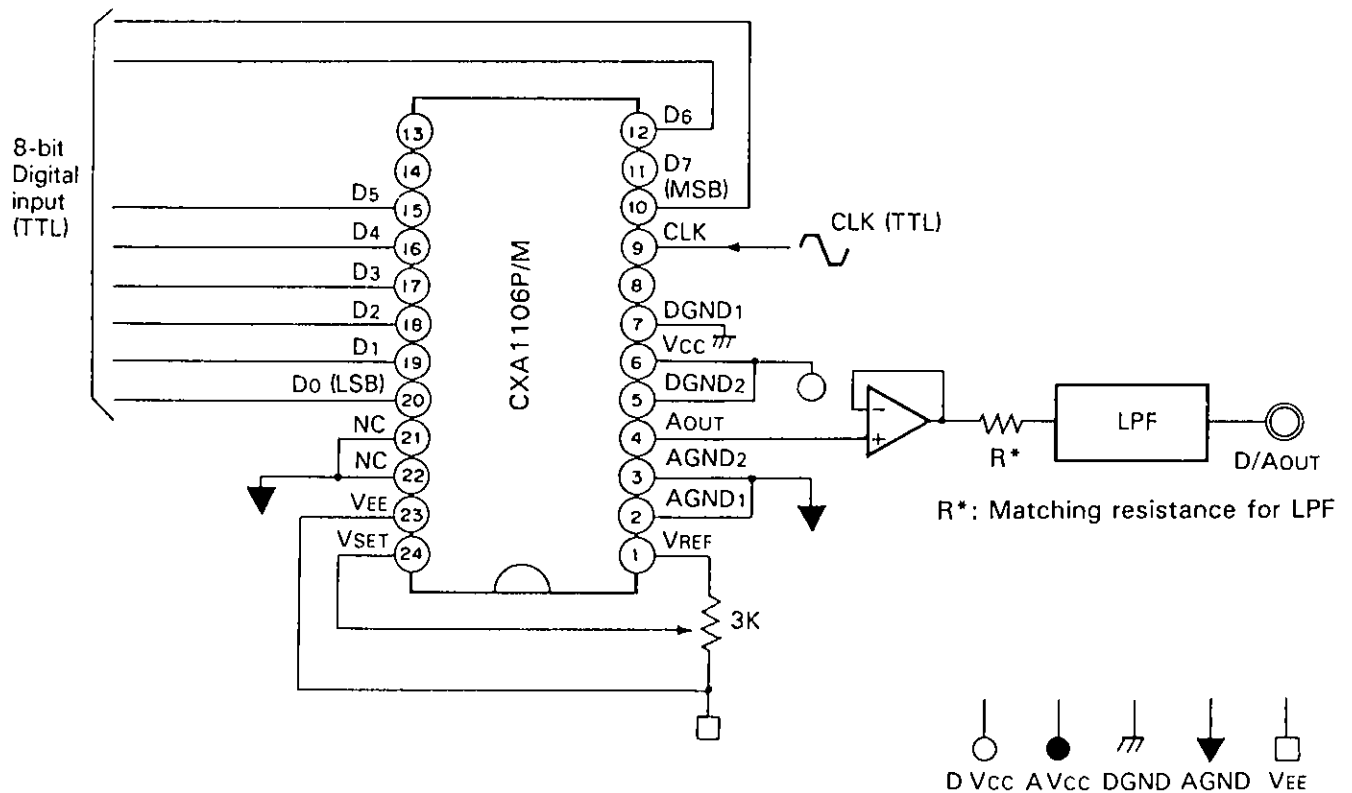 8-bit
Digital
input
(TTL)
D5
D4
D3
D2
D1
D0 (LSB)
NC
NC
VEE
VSET
13
14
15
16
17
18
19
20
21
22
23
24
CXA1106P/M
12
11
10
9
8
7
6
5
4
3
2
1
D6
D7
(MSB)
CLK
DGND1
VCC
DGND2
AOUT
AGND2
AGND1
VREF
CLK (TTL)
3K
-
+
R*
LPF
D/AOUT
R*: Matching resistance for LPF
D VCC
A VCC
DGND
AGND
VEE